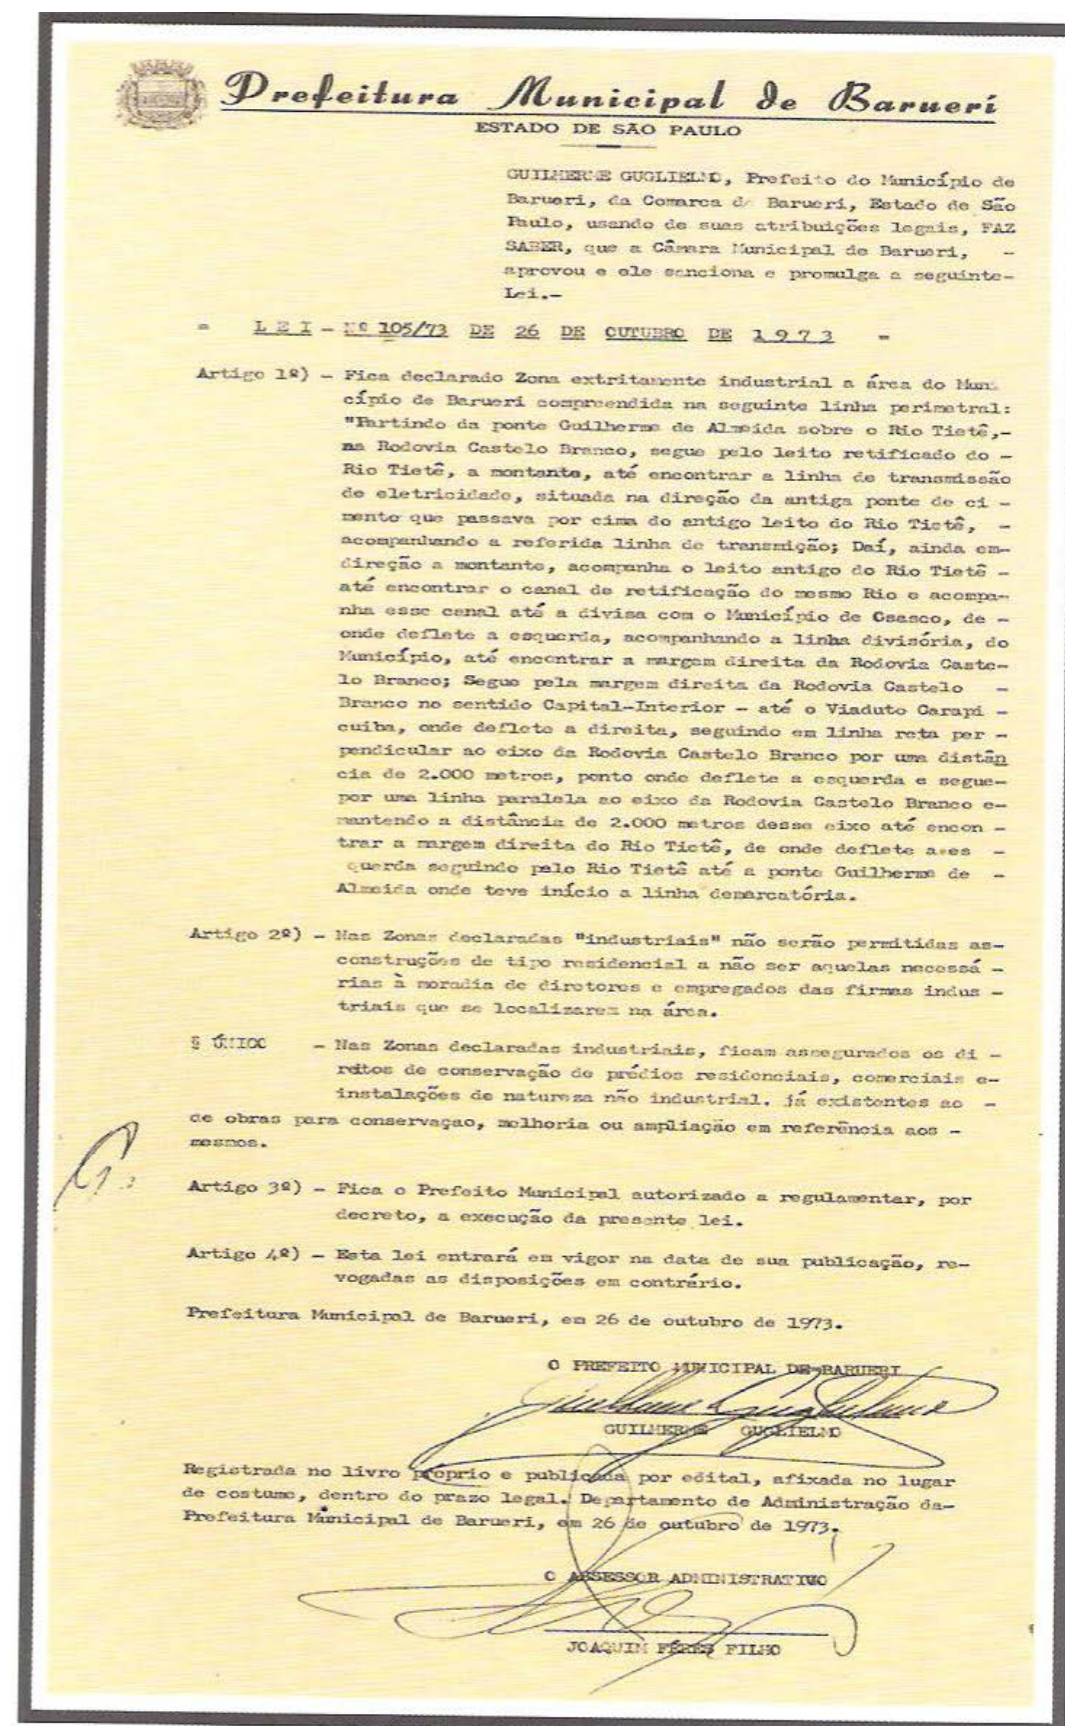 Prefeitura Municipal de Barueri
ESTADO DE SÃO PAULO
GUILHERME GUGLIELMO, Prefeito do Município de
Barueri, da Comarca de Barueri, Estado de São
Paulo, usando de suas atribuições legais, FAZ
SABER, que a Câmara Municipal de Barueri, -
aprovou e ele sanciona e promulga a seguinte-
Lei.-
= L E I - Nº 105/73 DE 26 DE OUTUBRO DE 1 9 7 3 =
Artigo 1º) - Fica declarado Zona extritamente industrial a área do Muni
cípio de Barueri compreendida na seguinte linha perimetral:
"Partindo da ponte Guilherme de Almeida sobre o Rio Tietê,-
na Rodovia Castelo Branco, segue pelo leito retificado do -
Rio Tietê, a montante, até encontrar a linha de transmissão
de eletricidade, situada na direção da antiga ponte de ci -
mento que passava por cima do antigo leito do Rio Tietê, -
acompanhando a referida linha de transmição; Daí, ainda em-
direção a montante, acompanha o leito antigo do Rio Tietê -
até encontrar o canal de retificação do mesmo Rio e acompa-
nha esse canal até a divisa com o Município de Osasco, de -
onde deflete a esquerda, acompanhando a linha divisória, do
Município, até encontrar a margem direita da Rodovia Caste-
lo Branco; Segue pela margem direita da Rodovia Castelo -
Branco no sentido Capital-Interior - até o Viaduto Carapi -
cuiba, onde deflete a direita, seguindo em linha reta per -
pendicular ao eixo da Rodovia Castelo Branco por uma distân
cia de 2.000 metros, ponto onde deflete a esquerda e segue-
por uma linha paralela ao eixo da Rodovia Castelo Branco e-
mantendo a distância de 2.000 metros desse eixo até encon -
trar a margem direita do Rio Tietê, de onde deflete a es -
querda seguindo pelo Rio Tietê até a ponte Guilherme de -
Almeida onde teve início a linha demarcatória.
Artigo 2º) - Nas Zonas declaradas "industriais" não serão permitidas as-
construções de tipo residencial a não ser aquelas necessá -
rias à moradia de diretores e empregados das firmas indus -
triais que se localizarem na área.
§ ÚNICO - Nas Zonas declaradas industriais, ficam assegurados os di -
reitos de conservação de prédios residenciais, comerciais e-
instalações de natureza não industrial. já existentes ao -
de obras para conservaçao, melhoria ou ampliação em referência aos -
mesmos.
Artigo 3º) - Fica o Prefeito Municipal autorizado a regulamentar, por
decreto, a execução da presente lei.
Artigo 4º) - Esta lei entrará em vigor na data de sua publicação, re-
vogadas as disposições em contrário.
Prefeitura Municipal de Barueri, em 26 de outubro de 1973.
O PREFEITO MUNICIPAL DE BARUERI
GUILHERME GUGLIELMO
Registrada no livro próprio e publicada por edital, afixada no lugar
de costume, dentro do prazo legal. Departamento de Administração da-
Prefeitura Municipal de Barueri, em 26 de outubro de 1973.
O ASSESSOR ADMINISTRATIVO
JOAQUIM FÉRES FILHO